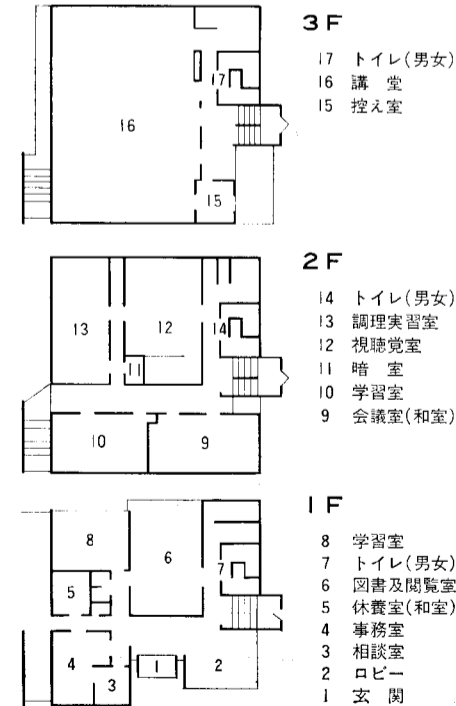 3F
17 トイレ(男女)
16 講 堂
15 控え室
17
16
15
2F
14 トイレ(男女)
13 調理実習室
12 視聴覚室
11 暗 室
10 学習室
9 会議室(和室)
13
12
14
11
10
9
1F
8 学習室
7 トイレ(男女)
6 図書及閲覧室
5 休養室(和室)
4 事務室
3 相談室
2 ロビー
1 玄 関
8
6
7
5
4
1
2
3